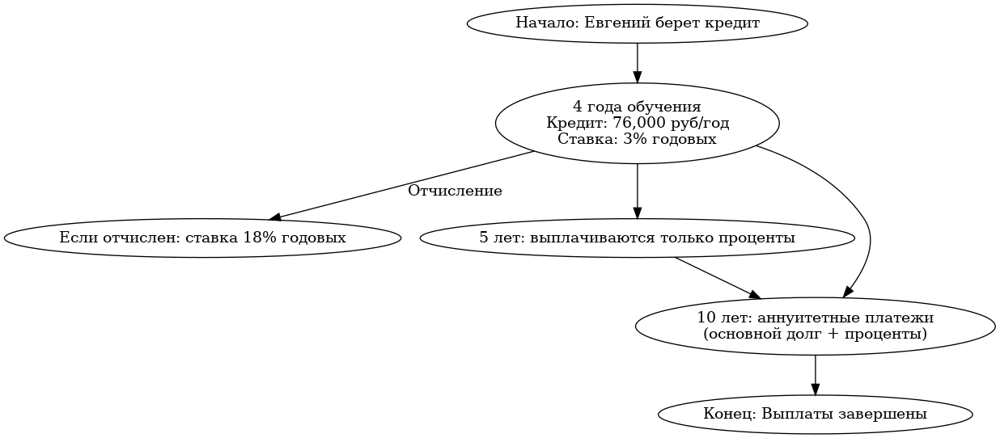 Начало: Евгений берет кредит
4 года обучения
Кредит: 76,000 руб/год
Ставка: 3% годовых
Отчисление
Если отчислен: ставка 18% годовых
5 лет: выплачиваются только проценты
10 лет: аннуитетные платежи
(основной долг + проценты)
Конец: Выплаты завершены